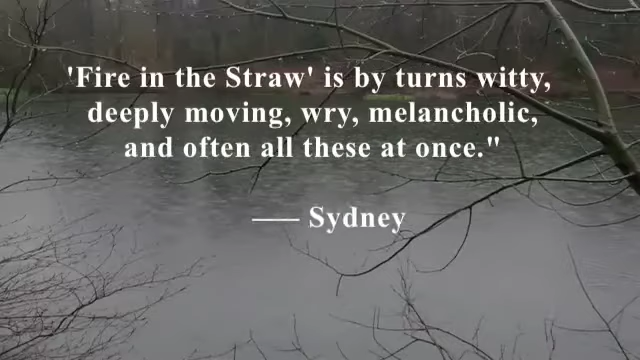 'Fire in the Straw' is by turns witty,
deeply moving, wry, melancholic,
and often all these at once."
—– Sydney